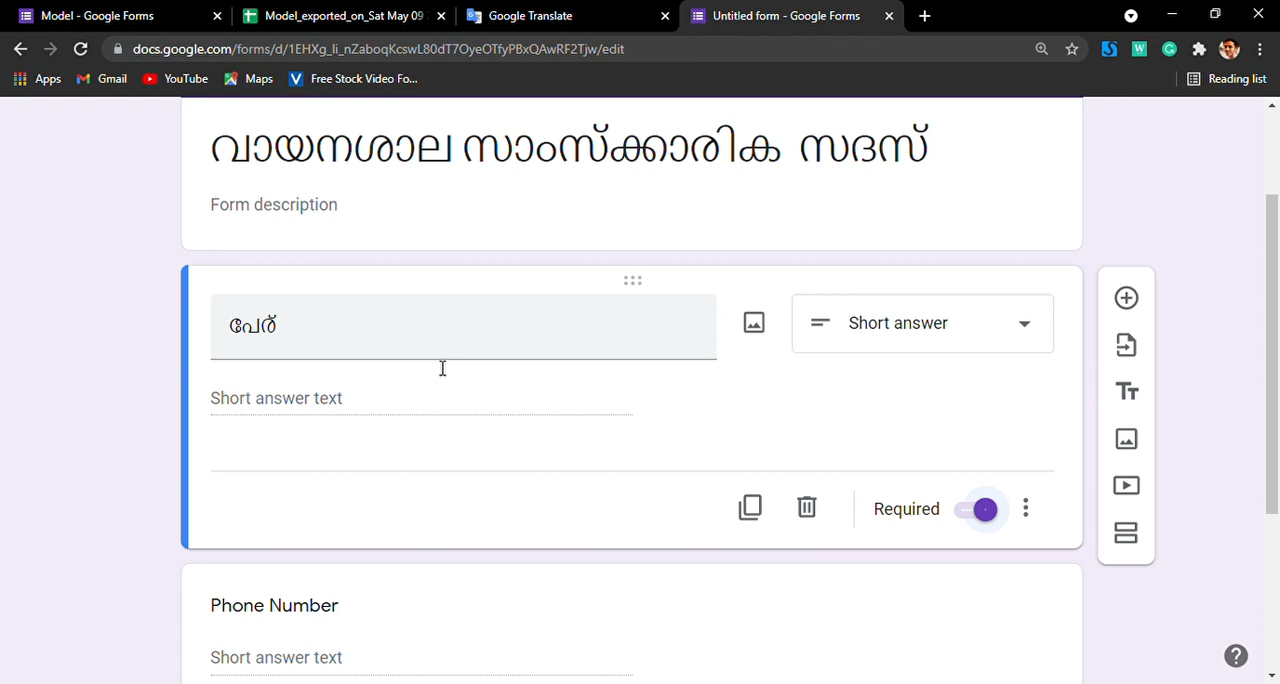 Model - Google Forms
Model_exported_on_Sat May 09
Google Translate
Untitled form - Google Forms
docs.google.com/forms/d/1EHXg_li_nZaboqKcswL80dT7OyeOTfyPBxQAwRF2Tjw/edit
Apps
Gmail
YouTube
Maps
Free Stock Video Fo...
Reading list
വായനശാല സാംസ്ക്കാരിക സദസ്
Form description
പേര്
Short answer
Short answer text
Required
Phone Number
Short answer text